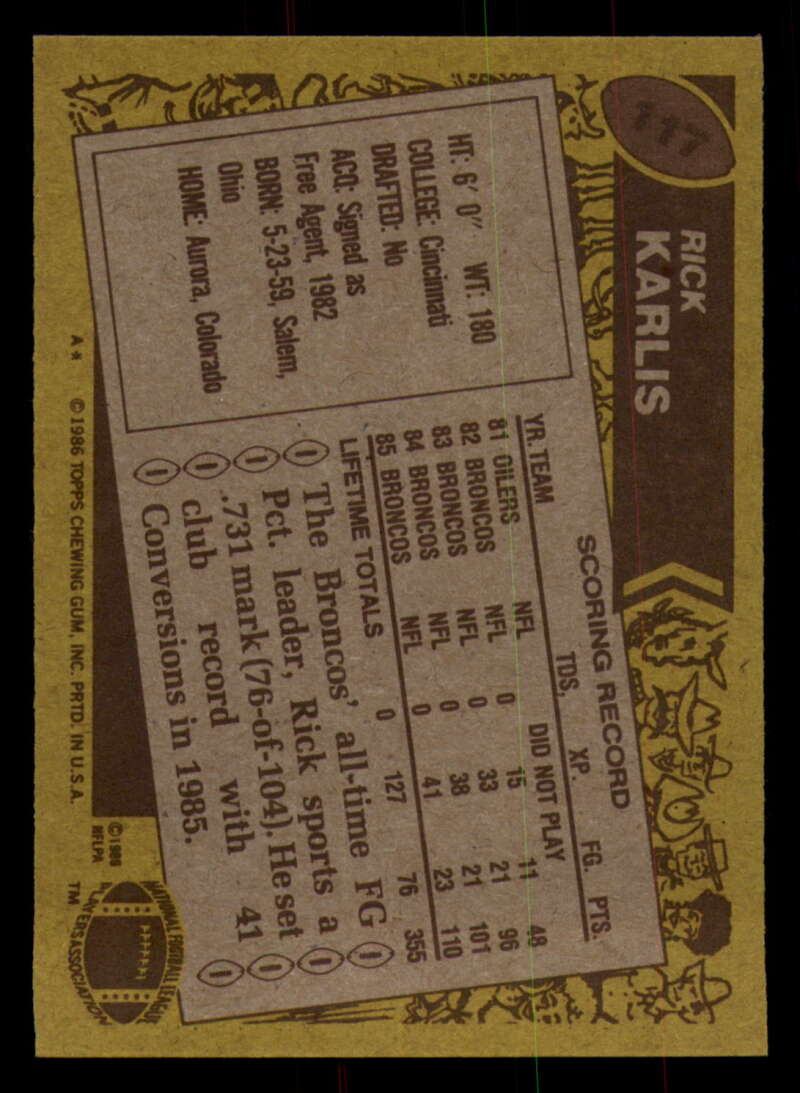 117
RICK
KARLIS
HT: 6' 0" WT: 180
COLLEGE: Cincinnati
DRAFTED: No
ACQ: Signed as
Free Agent, 1982
BORN: 5-23-59, Salem,
Ohio
HOME: Aurora, Colorado
SCORING RECORD
YR. TEAM TDS. XP. FG. PTS.
81 OILERS NFL DID NOT PLAY
82 BRONCOS NFL 0 15 11 48
83 BRONCOS NFL 0 33 21 96
84 BRONCOS NFL 0 38 21 101
85 BRONCOS NFL 0 41 23 110
LIFETIME TOTALS 0 127 76 355
The Broncos' all-time FG
Pct. leader, Rick sports a
.731 mark (76-of-104). He set
club record with 41
Conversions in 1985.
A* © 1986 TOPPS CHEWING GUM, INC. PRTD. IN U.S.A.
© 1986
NFLPA
NATIONAL FOOTBALL LEAGUE
PLAYERS ASSOCIATION
TM